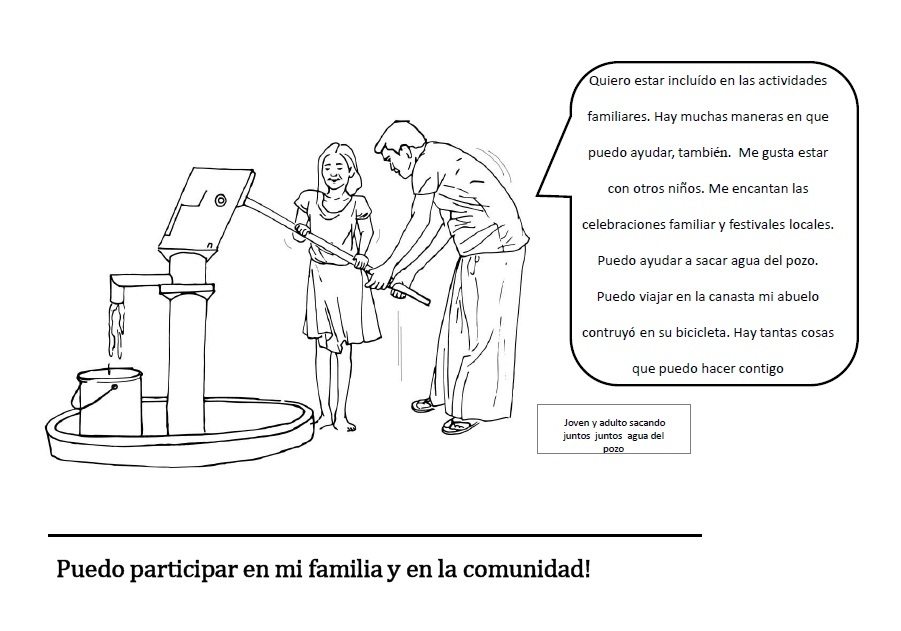 Quiero estar incluído en las actividades
familiares. Hay muchas maneras en que
puedo ayudar, también. Me gusta estar
con otros niños. Me encantan las
celebraciones familiar y festivales locales.
Puedo ayudar a sacar agua del pozo.
Puedo viajar en la canasta mi abuelo
contruyó en su bicicleta. Hay tantas cosas
que puedo hacer contigo
Joven y adulto sacando
juntos juntos agua del
pozo
Puedo participar en mi familia y en la comunidad!